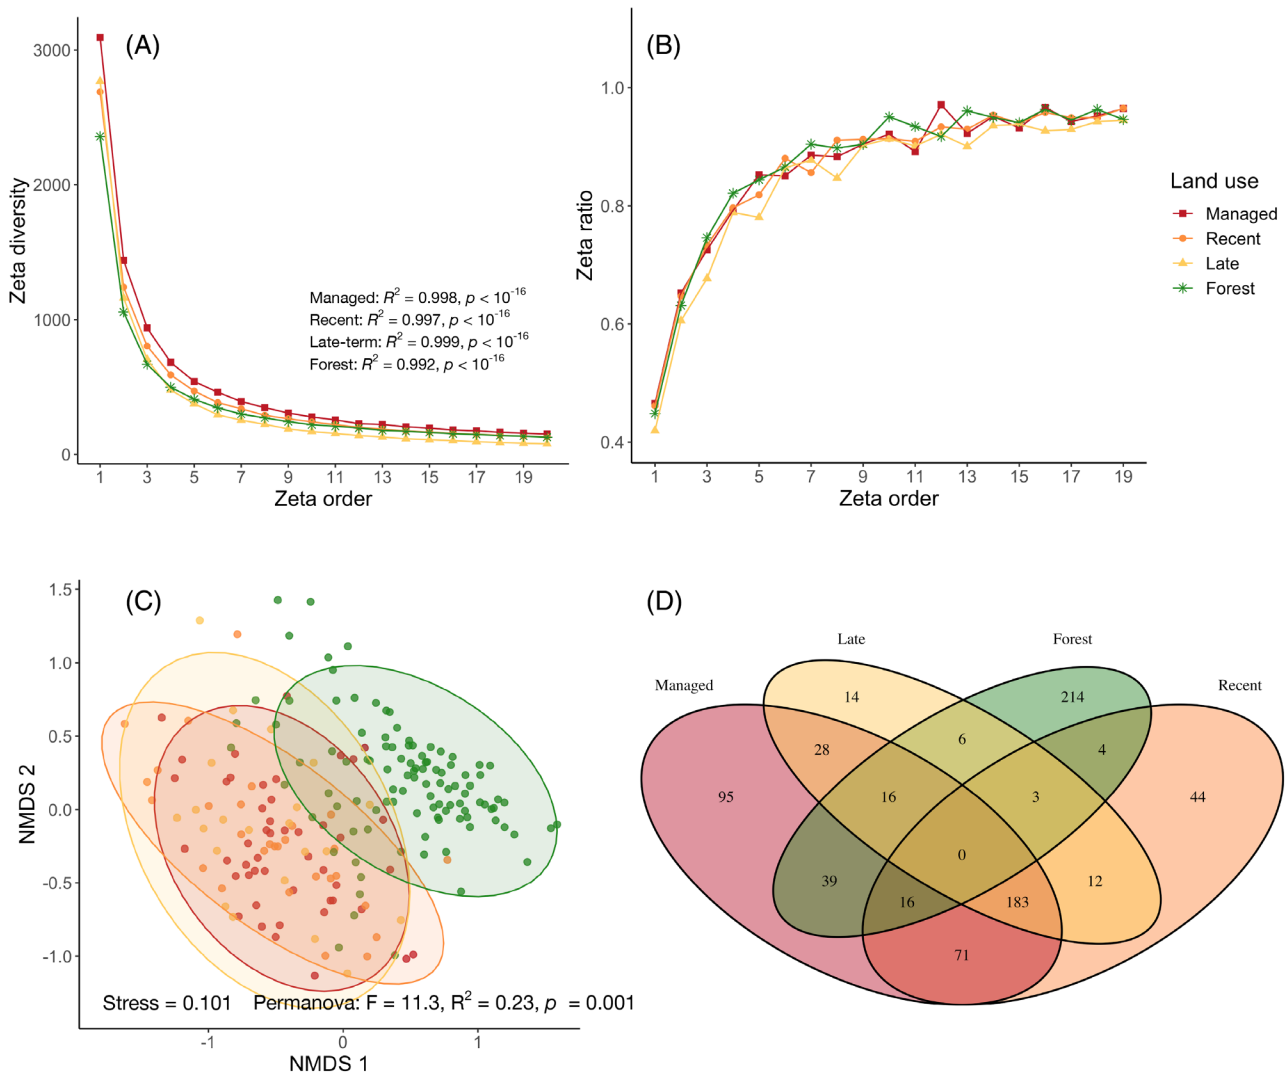 (A)
3000
2000
1000
0
Zeta diversity
Managed: R² = 0.998, p < 10⁻¹⁶
Recent: R² = 0.997, p < 10⁻¹⁶
Late-term: R² = 0.999, p < 10⁻¹⁶
Forest: R² = 0.992, p < 10⁻¹⁶
1 3 5 7 9 11 13 15 17 19
Zeta order
(B)
1.0
0.8
0.6
0.4
Zeta ratio
1 3 5 7 9 11 13 15 17 19
Zeta order
Land use
Managed
Recent
Late
Forest
(C)
1.5
1.0
0.5
0.0
-0.5
-1.0
NMDS 2
Stress = 0.101 Permanova: F = 11.3, R² = 0.23, p = 0.001
-1 0 1
NMDS 1
(D)
Late Forest
Managed Recent
14 214
28 6 4
95 16 3 44
0
39 16 183 12
71